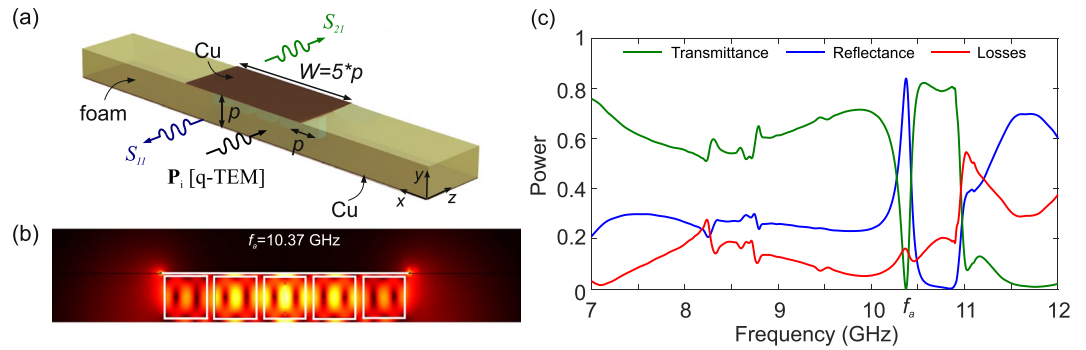 (a)
S21
Cu
W=5*p
foam
p
p
S11
Pi [q-TEM]
Cu
y
x
z
(b)
fa=10.37 GHz
(c)
Transmittance
Reflectance
Losses
Power
1
0.8
0.6
0.4
0.2
0
7
8
9
10
fa
11
12
Frequency (GHz)